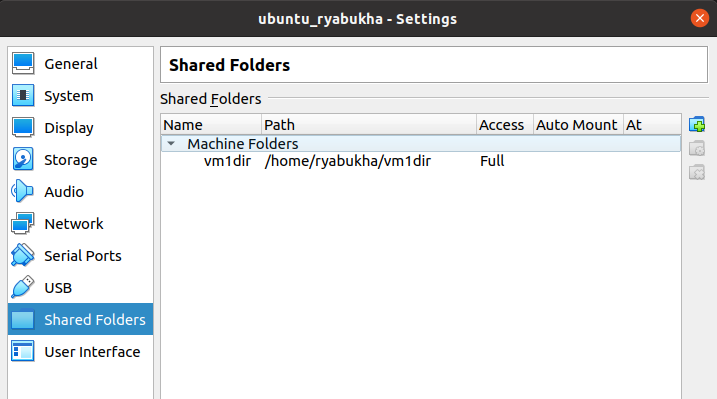 ubuntu_ryabukha - Settings
General
System
Display
Storage
Audio
Network
Serial Ports
USB
Shared Folders
User Interface
Shared Folders
Shared Folders
Name Path Access Auto Mount At
Machine Folders
vm1dir /home/ryabukha/vm1dir Full